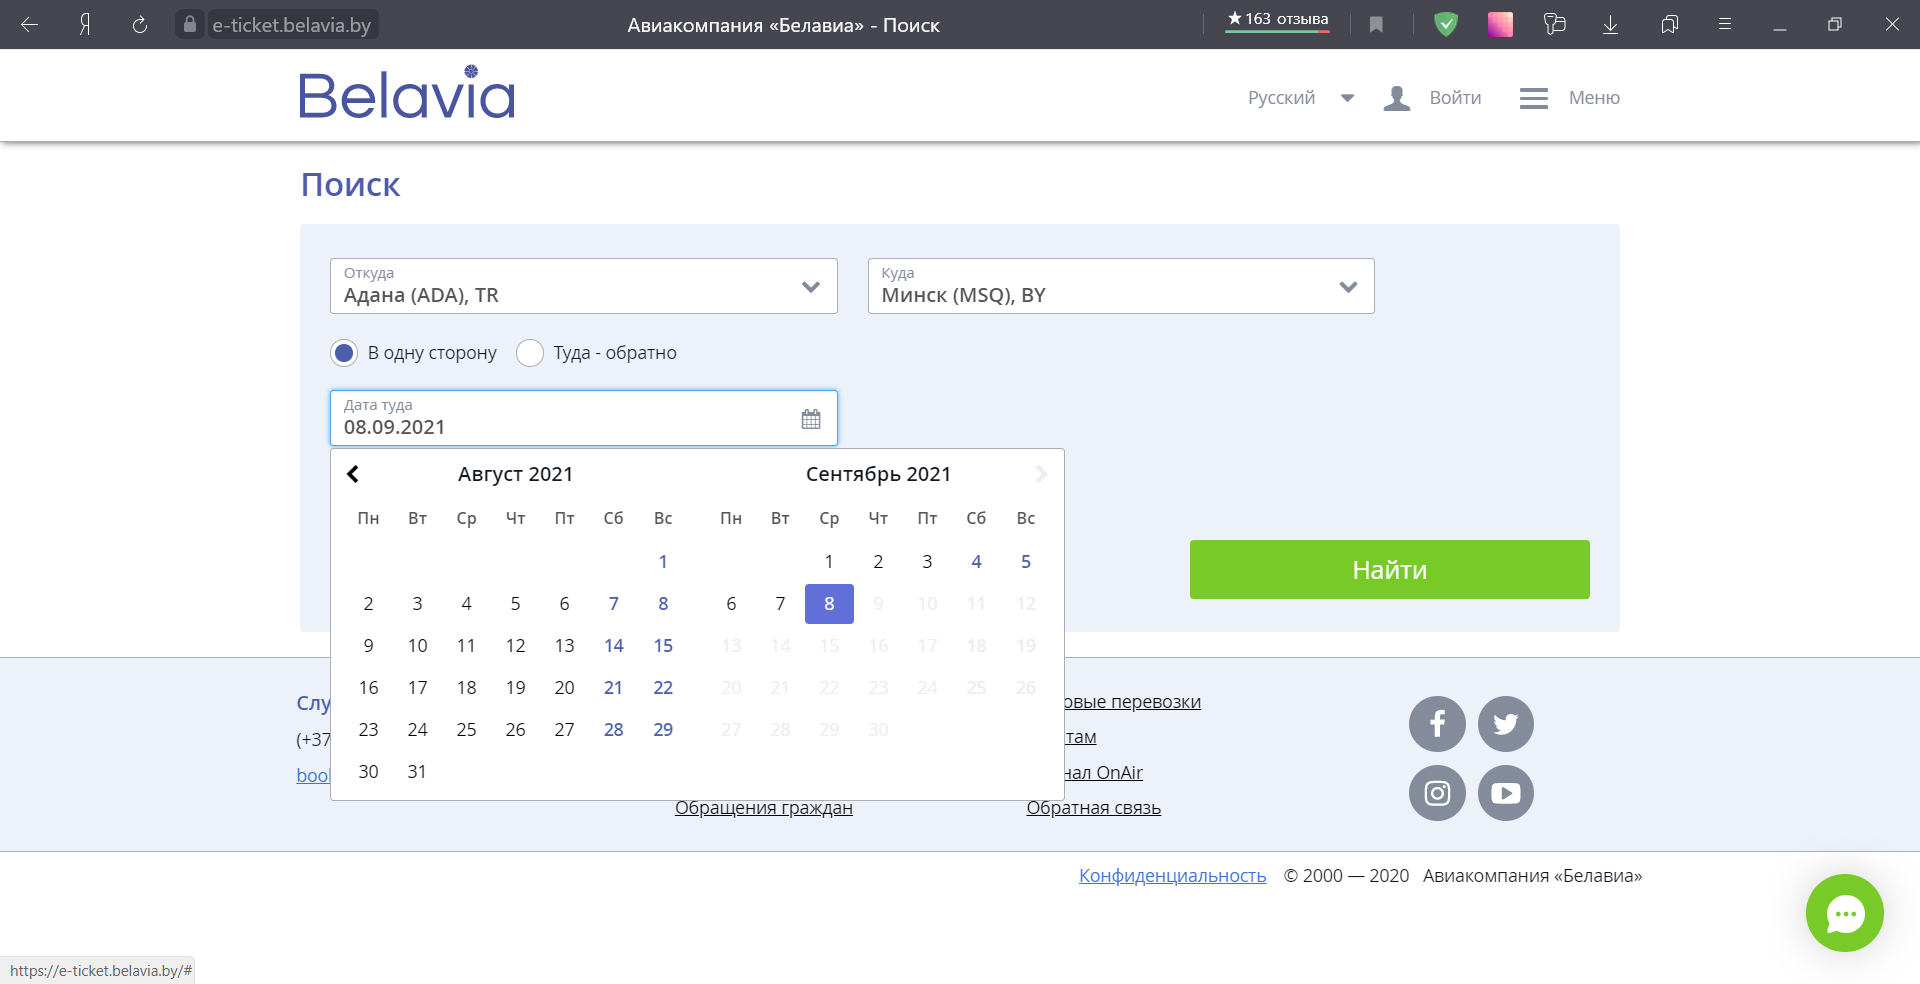 e-ticket.belavia.by
Авиакомпания «Белавиа» - Поиск
★ 163 отзыва
Belavia
Русский
Войти
Меню
Поиск
Откуда
Адана (ADA), TR
Куда
Минск (MSQ), BY
В одну сторону
Туда - обратно
Дата туда
08.09.2021
Август 2021
Пн Вт Ср Чт Пт Сб Вс
1
2 3 4 5 6 7 8
9 10 11 12 13 14 15
16 17 18 19 20 21 22
23 24 25 26 27 28 29
30 31
Сентябрь 2021
Пн Вт Ср Чт Пт Сб Вс
1 2 3 4 5
6 7 8 9 10 11 12
13 14 15 16 17 18 19
20 21 22 23 24 25 26
27 28 29 30
Найти
Слу
(+37
boo
овые перевозки
там
нал OnAir
Обращения граждан
Обратная связь
Конфиденциальность
© 2000 — 2020 Авиакомпания «Белавиа»
https://e-ticket.belavia.by/#